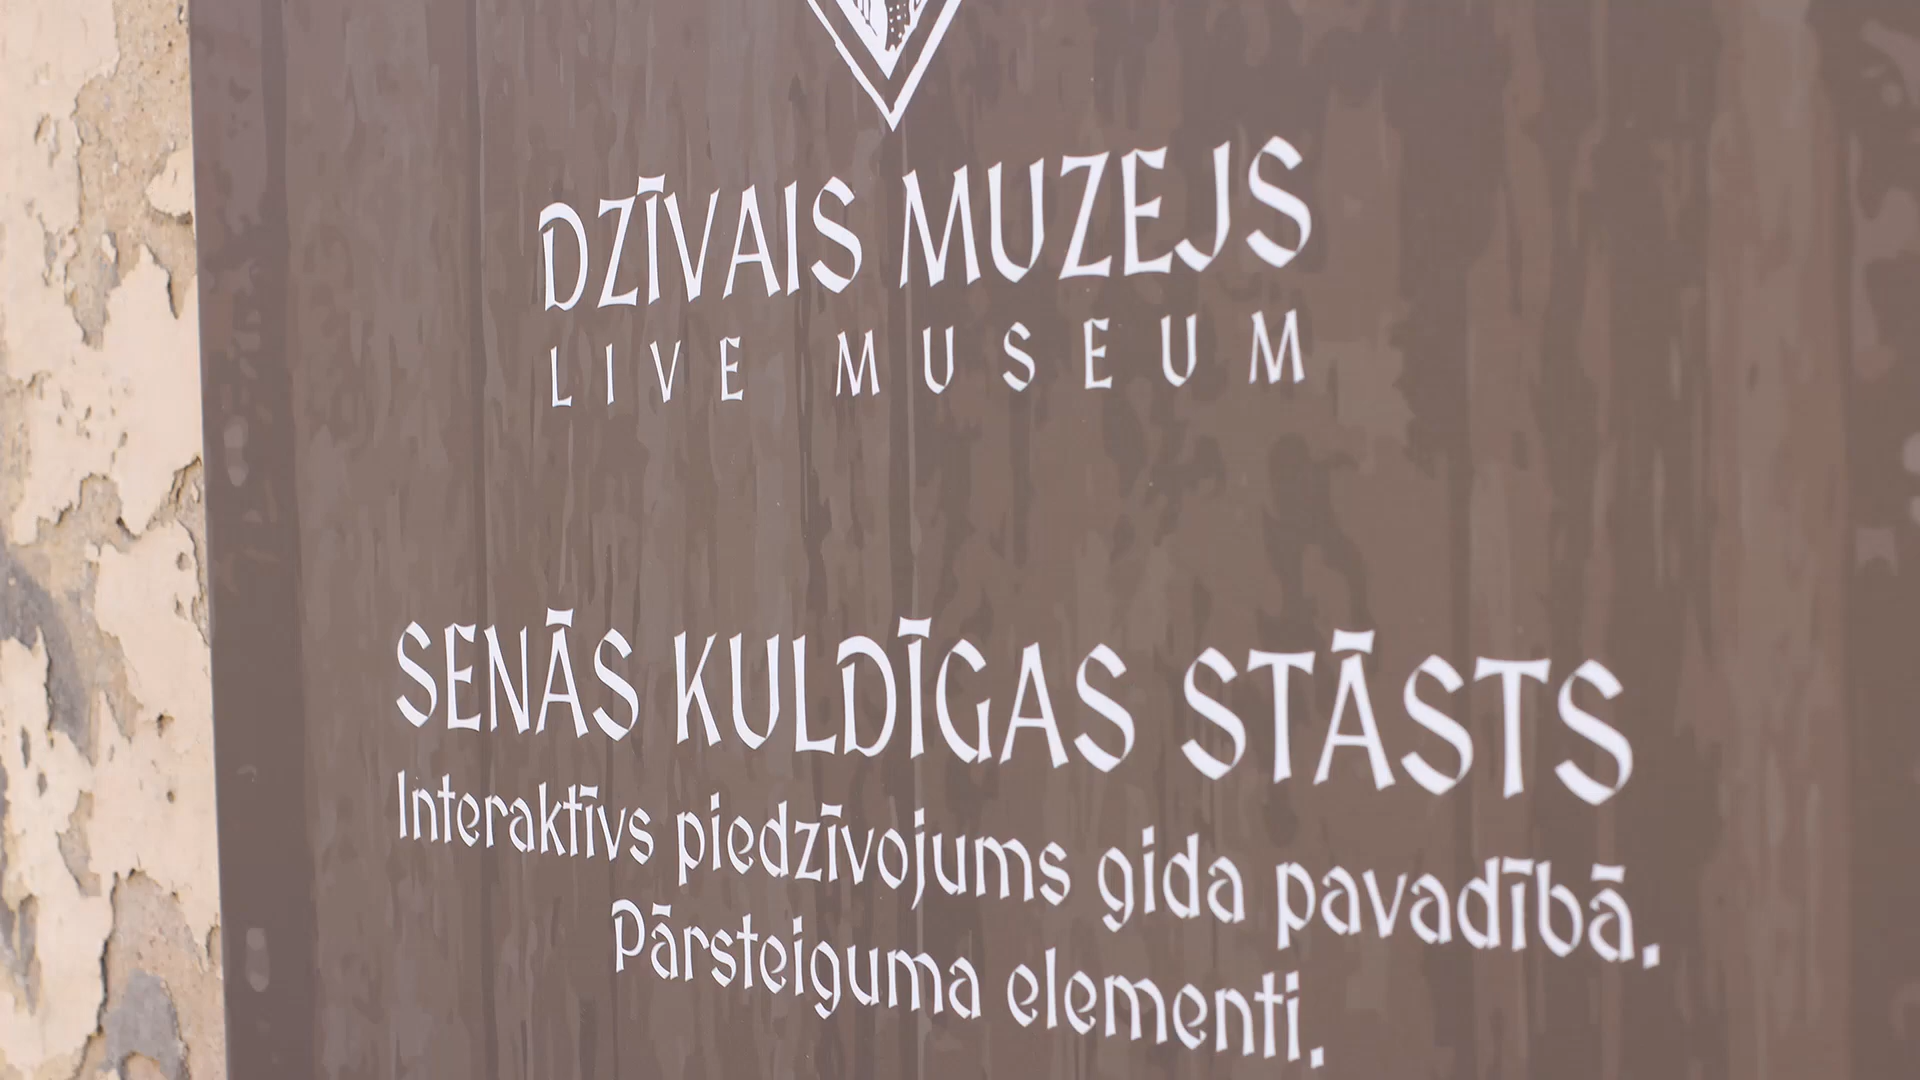 DZĪVAIS MUZEJS
LIVE MUSEUM
SENĀS KULDĪGAS STĀSTS
Interaktīvs piedzīvojums gida pavadībā.
Pārsteiguma elementi.